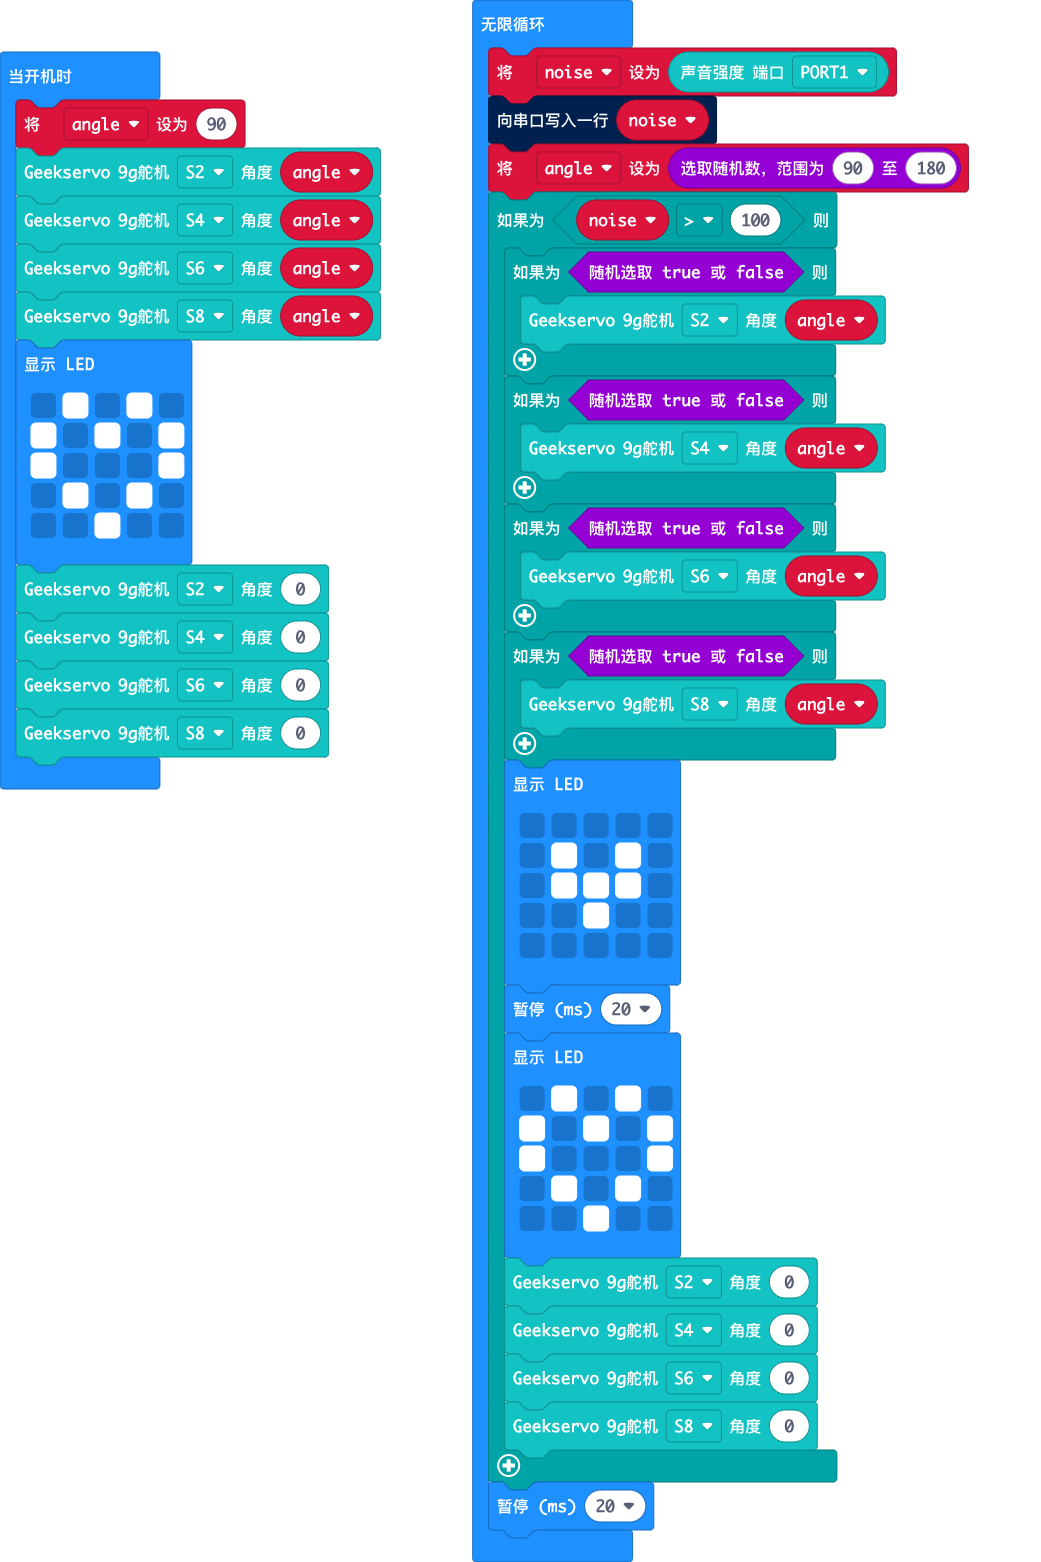 当开机时
将 angle 设为 90
Geekservo 9g舵机 S2 角度 angle
Geekservo 9g舵机 S4 角度 angle
Geekservo 9g舵机 S6 角度 angle
Geekservo 9g舵机 S8 角度 angle
显示 LED
Geekservo 9g舵机 S2 角度 0
Geekservo 9g舵机 S4 角度 0
Geekservo 9g舵机 S6 角度 0
Geekservo 9g舵机 S8 角度 0
无限循环
将 noise 设为 声音强度 端口 PORT1
向串口写入一行 noise
将 angle 设为 选取随机数，范围为 90 至 180
如果为 noise > 100 则
如果为 随机选取 true 或 false 则
Geekservo 9g舵机 S2 角度 angle
如果为 随机选取 true 或 false 则
Geekservo 9g舵机 S4 角度 angle
如果为 随机选取 true 或 false 则
Geekservo 9g舵机 S6 角度 angle
如果为 随机选取 true 或 false 则
Geekservo 9g舵机 S8 角度 angle
显示 LED
暂停 (ms) 20
显示 LED
Geekservo 9g舵机 S2 角度 0
Geekservo 9g舵机 S4 角度 0
Geekservo 9g舵机 S6 角度 0
Geekservo 9g舵机 S8 角度 0
暂停 (ms) 20